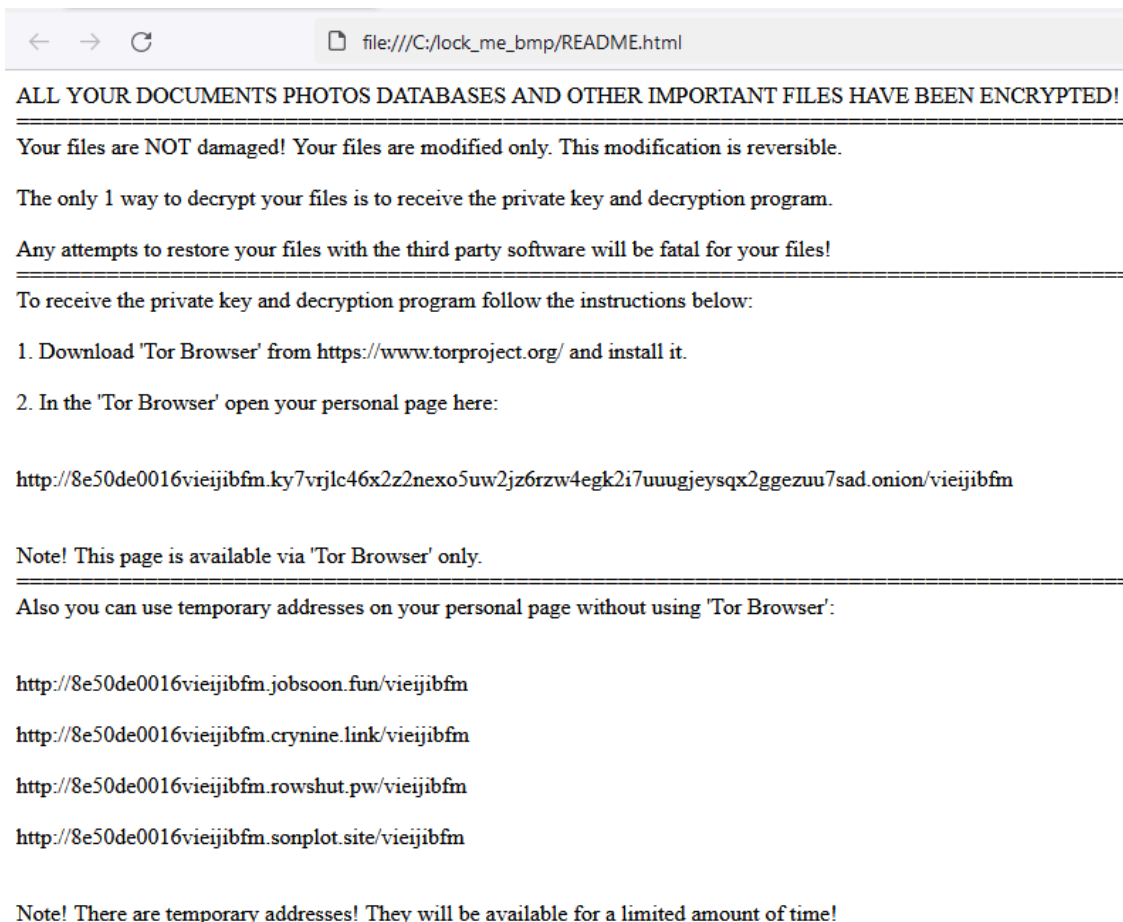 file:///C:/lock_me_bmp/README.html
ALL YOUR DOCUMENTS PHOTOS DATABASES AND OTHER IMPORTANT FILES HAVE BEEN ENCRYPTED!
Your files are NOT damaged! Your files are modified only. This modification is reversible.
The only 1 way to decrypt your files is to receive the private key and decryption program.
Any attempts to restore your files with the third party software will be fatal for your files!
To receive the private key and decryption program follow the instructions below:
1. Download 'Tor Browser' from https://www.torproject.org/ and install it.
2. In the 'Tor Browser' open your personal page here:
http://8e50de0016vieijibfm.ky7vrjlc46x2z2nexo5uw2jz6rzw4egk2i7uuugjeysqx2ggezuu7sad.onion/vieijibfm
Note! This page is available via 'Tor Browser' only.
Also you can use temporary addresses on your personal page without using 'Tor Browser':
http://8e50de0016vieijibfm.jobsoon.fun/vieijibfm
http://8e50de0016vieijibfm.crynine.link/vieijibfm
http://8e50de0016vieijibfm.rowshut.pw/vieijibfm
http://8e50de0016vieijibfm.sonplot.site/vieijibfm
Note! There are temporary addresses! They will be available for a limited amount of time!